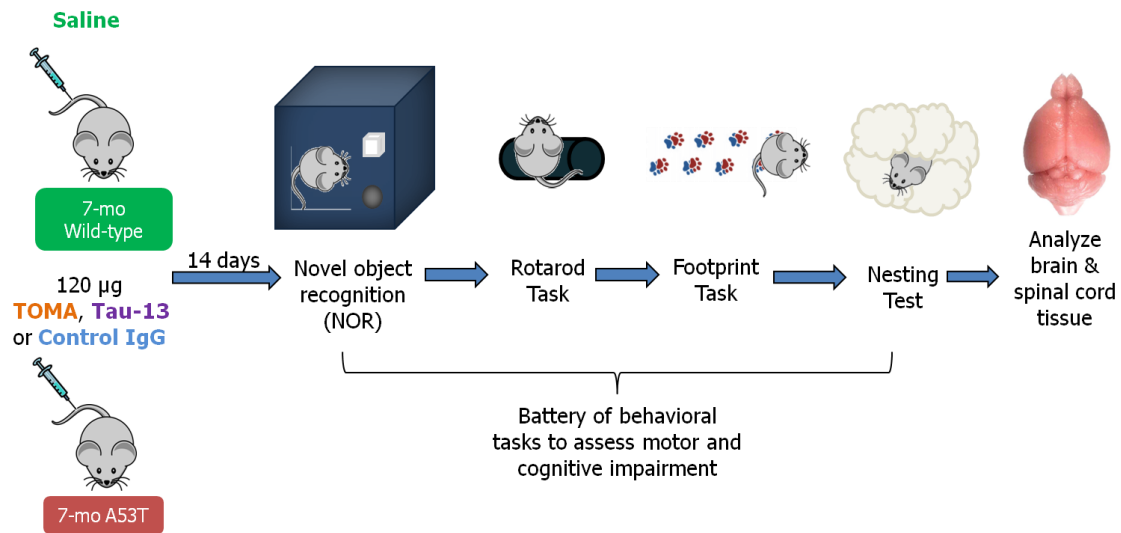 Saline
7-mo
Wild-type
120 µg
TOMA, Tau-13
or Control IgG
7-mo A53T
14 days
Novel object
recognition
(NOR)
Rotarod
Task
Footprint
Task
Nesting
Test
Analyze
brain &
spinal cord
tissue
Battery of behavioral
tasks to assess motor and
cognitive impairment